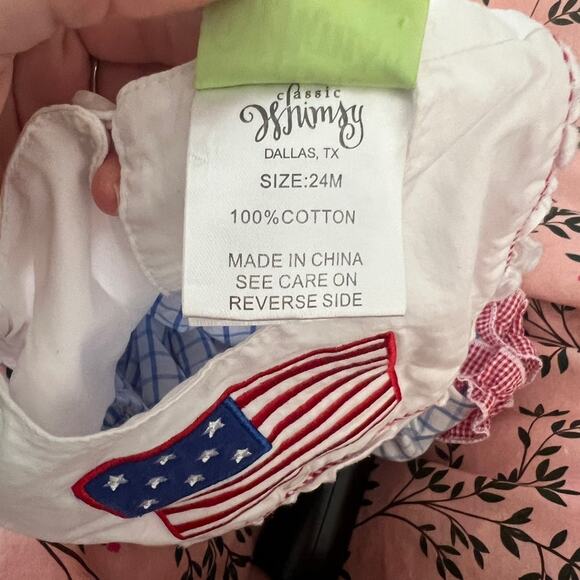 classic
Whimsy
DALLAS, TX
SIZE:24M
100%COTTON
MADE IN CHINA
SEE CARE ON
REVERSE SIDE